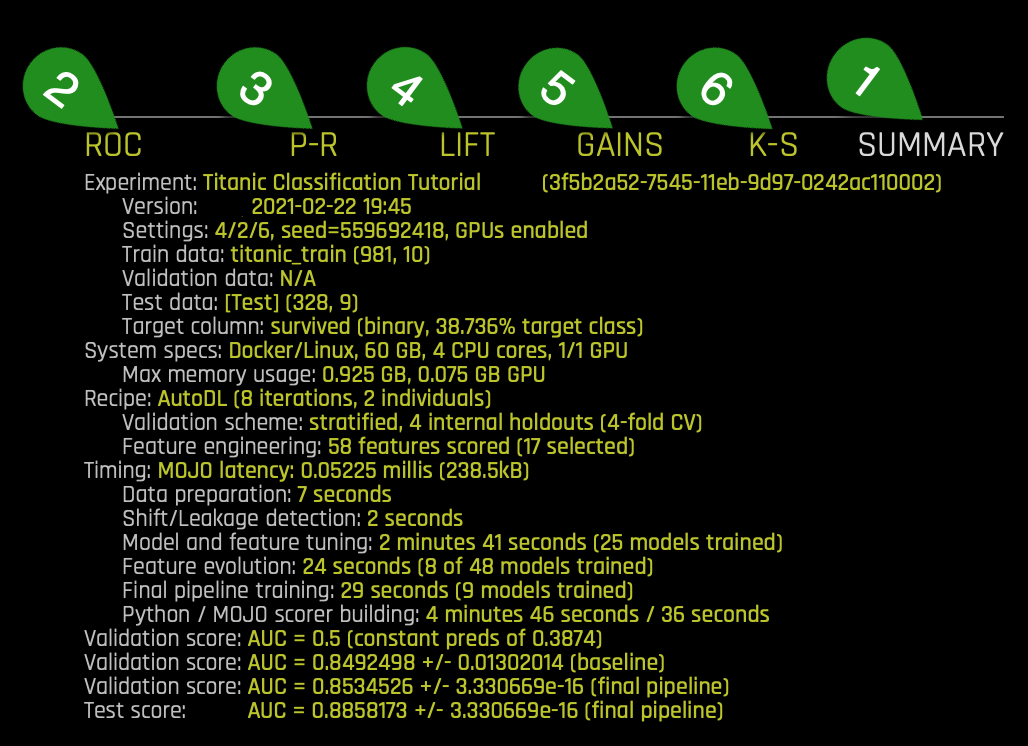 2 3 4 5 6 1
ROC P-R LIFT GAINS K-S SUMMARY
Experiment: Titanic Classification Tutorial (3f5b2a52-7545-11eb-9d97-0242ac110002)
Version: 2021-02-22 19:45
Settings: 4/2/6, seed=559692418, GPUs enabled
Train data: titanic_train (981, 10)
Validation data: N/A
Test data: [Test] (328, 9)
Target column: survived (binary, 38.736% target class)
System specs: Docker/Linux, 60 GB, 4 CPU cores, 1/1 GPU
Max memory usage: 0.925 GB, 0.075 GB GPU
Recipe: AutoDL (8 iterations, 2 individuals)
Validation scheme: stratified, 4 internal holdouts (4-fold CV)
Feature engineering: 58 features scored (17 selected)
Timing: MOJO latency: 0.05225 millis (238.5kB)
Data preparation: 7 seconds
Shift/Leakage detection: 2 seconds
Model and feature tuning: 2 minutes 41 seconds (25 models trained)
Feature evolution: 24 seconds (8 of 48 models trained)
Final pipeline training: 29 seconds (9 models trained)
Python / MOJO scorer building: 4 minutes 46 seconds / 36 seconds
Validation score: AUC = 0.5 (constant preds of 0.3874)
Validation score: AUC = 0.8492498 +/- 0.01302014 (baseline)
Validation score: AUC = 0.8534526 +/- 3.330669e-16 (final pipeline)
Test score: AUC = 0.8858173 +/- 3.330669e-16 (final pipeline)